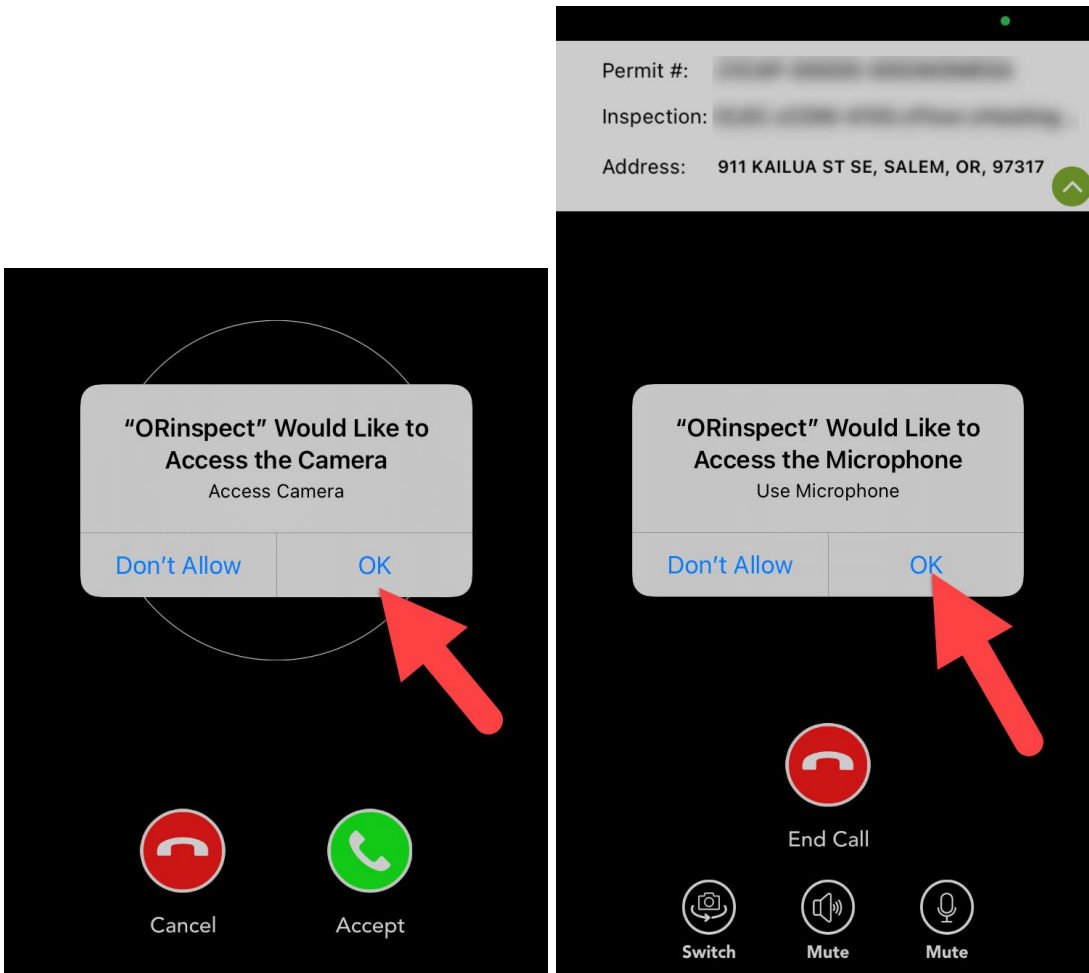 “ORinspect” Would Like to
Access the Camera
Access Camera
Don’t Allow
OK
Cancel
Accept
Permit #:
Inspection:
Address: 911 KAILUA ST SE, SALEM, OR, 97317
“ORinspect” Would Like to
Access the Microphone
Use Microphone
Don’t Allow
OK
End Call
Switch
Mute
Mute